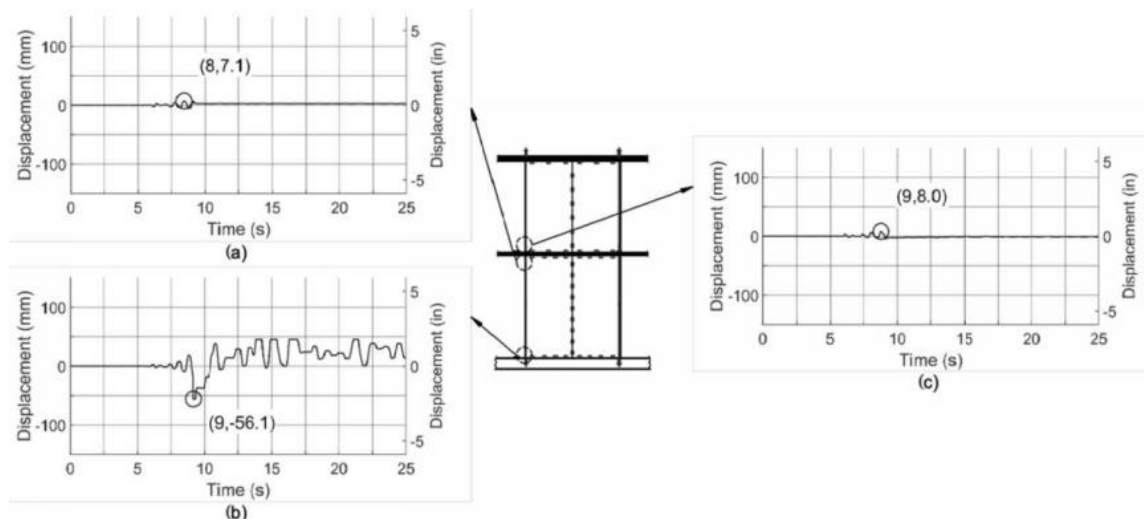 100
0
-100
Displacement (mm)
5
0
-5
Displacement (in)
(8,7.1)
0 5 10 15 20 25
Time (s)
(a)
100
0
-100
Displacement (mm)
5
0
-5
Displacement (in)
(9,-56.1)
0 5 10 15 20 25
Time (s)
(b)
100
0
-100
Displacement (mm)
5
0
-5
Displacement (in)
(9,8.0)
0 5 10 15 20 25
Time (s)
(c)